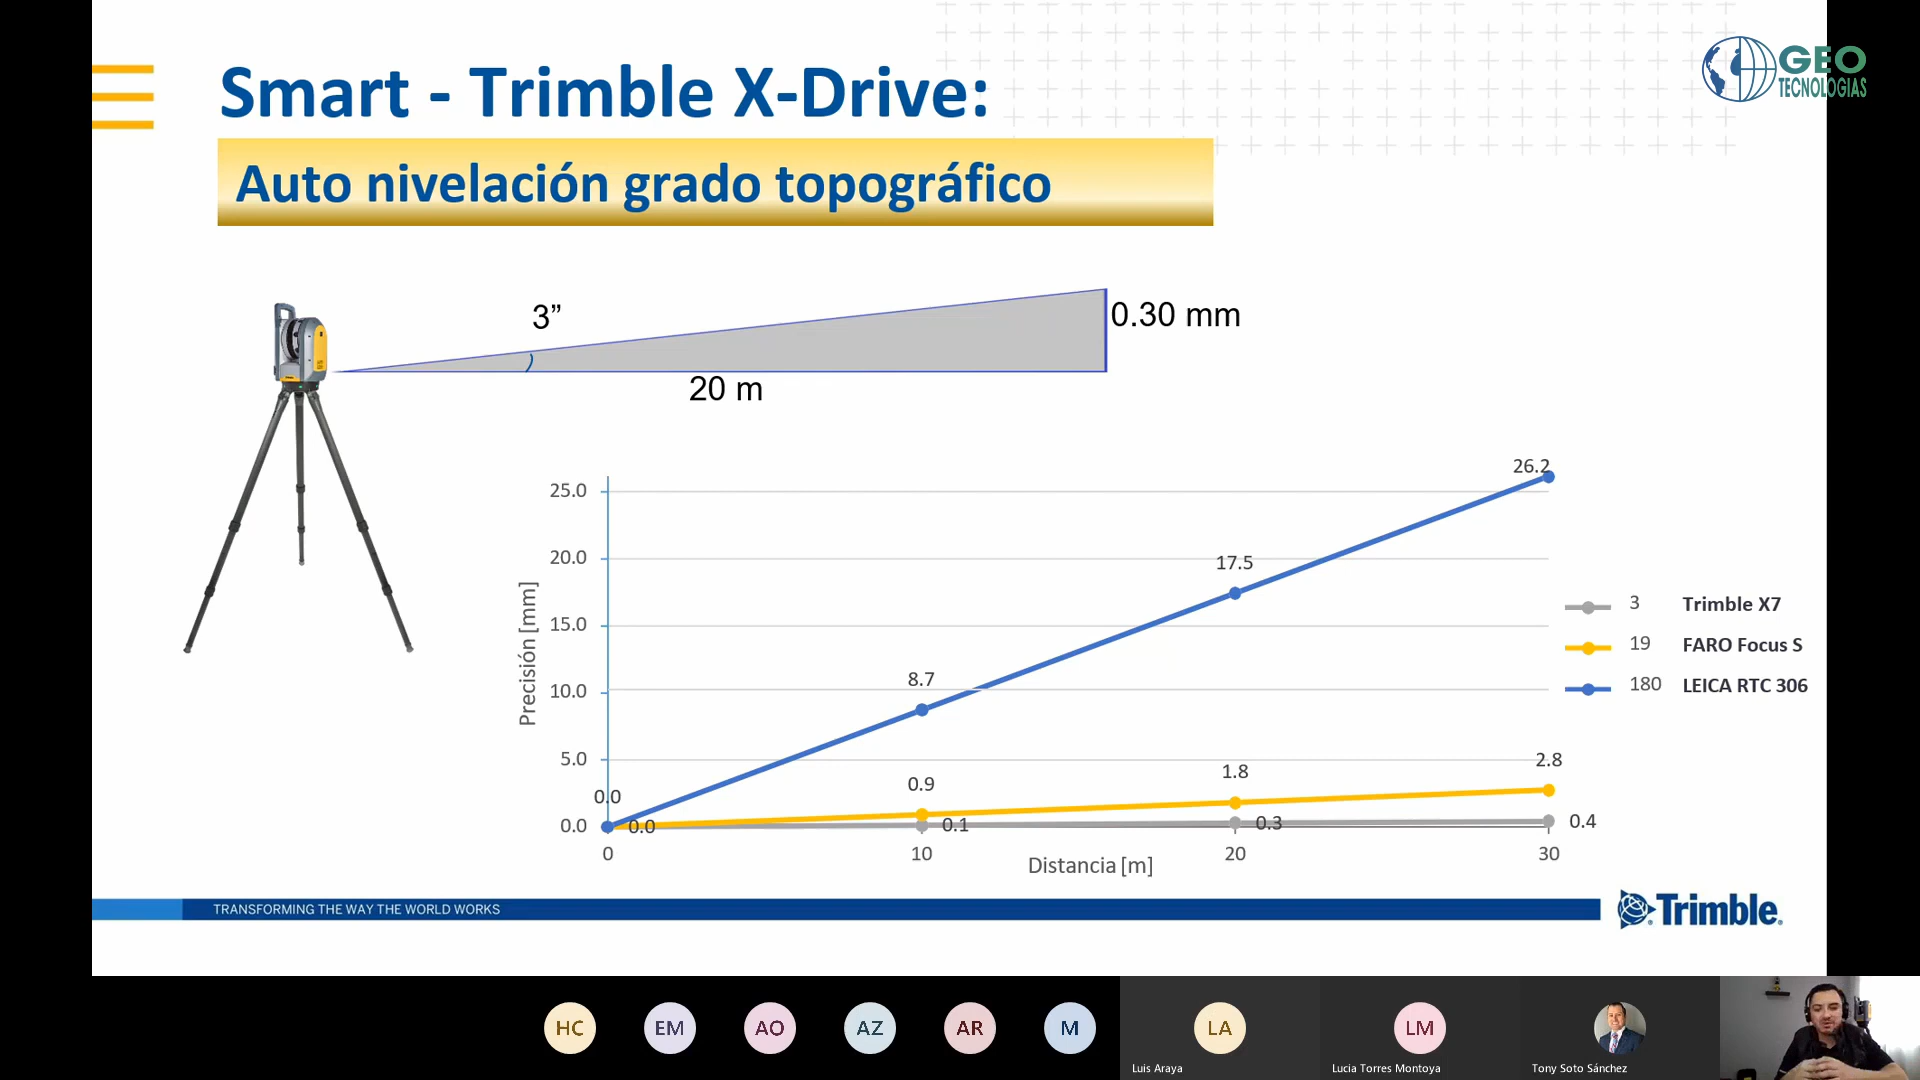 GEO
TECNOLOGIAS
Smart - Trimble X-Drive:
Auto nivelación grado topográfico
3”
0.30 mm
20 m
26.2
25.0
20.0
17.5
15.0
8.7
10.0
5.0
0.9
1.8
2.8
0.0
0.0
0.0
0.1
0.3
0.4
0
10
20
30
Precisión [mm]
Distancia [m]
3 Trimble X7
19 FARO Focus S
180 LEICA RTC 306
TRANSFORMING THE WAY THE WORLD WORKS
Trimble
HC
EM
AO
AZ
AR
M
LA
LM
Luis Araya
Lucia Torres Montoya
Tony Soto Sánchez